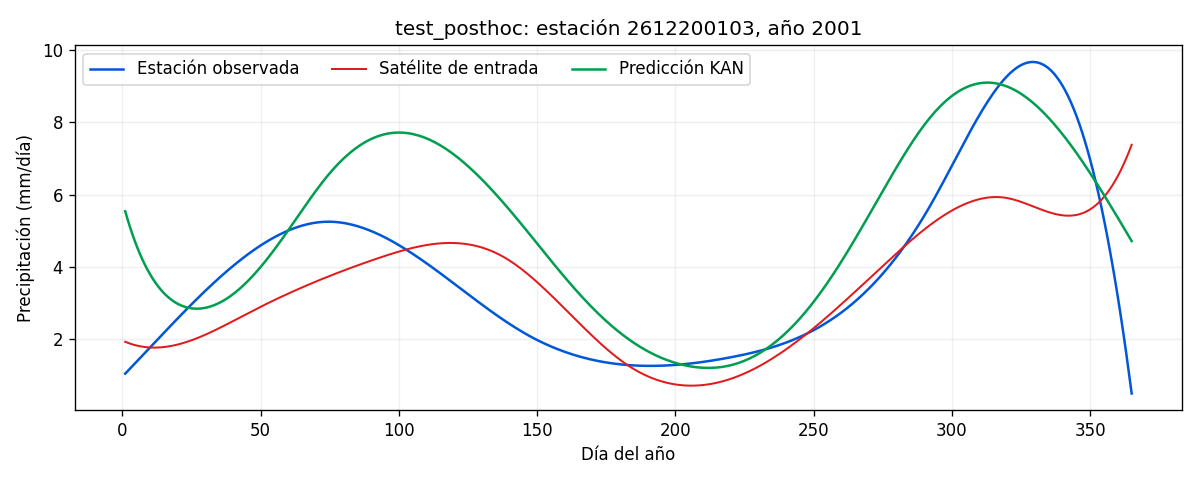 test_posthoc: estación 2612200103, año 2001
Estación observada Satélite de entrada Predicción KAN
Precipitación (mm/día)
10
8
6
4
2
0 50 100 150 200 250 300 350
Día del año